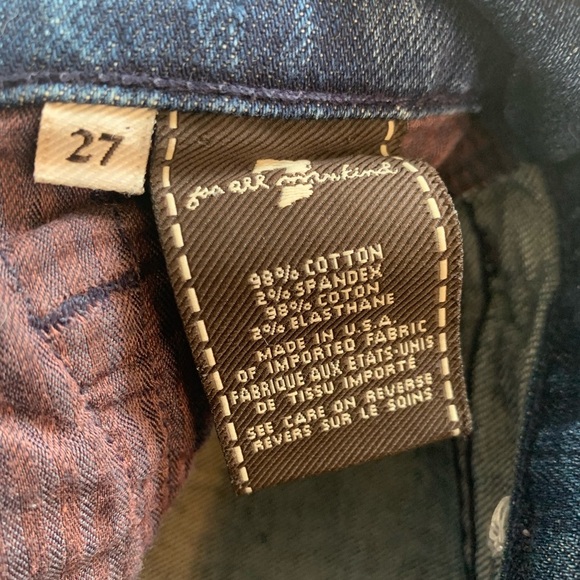 27
7
for all mankind
98% COTTON
2% SPANDEX
98% COTON
2% ELASTHANE
MADE IN U.S.A.
OF IMPORTED FABRIC
FABRIQUE AUX ETATS-UNIS
DE TISSU IMPORTÉ
SEE CARE ON REVERSE
REVERS SUR LE SOINS